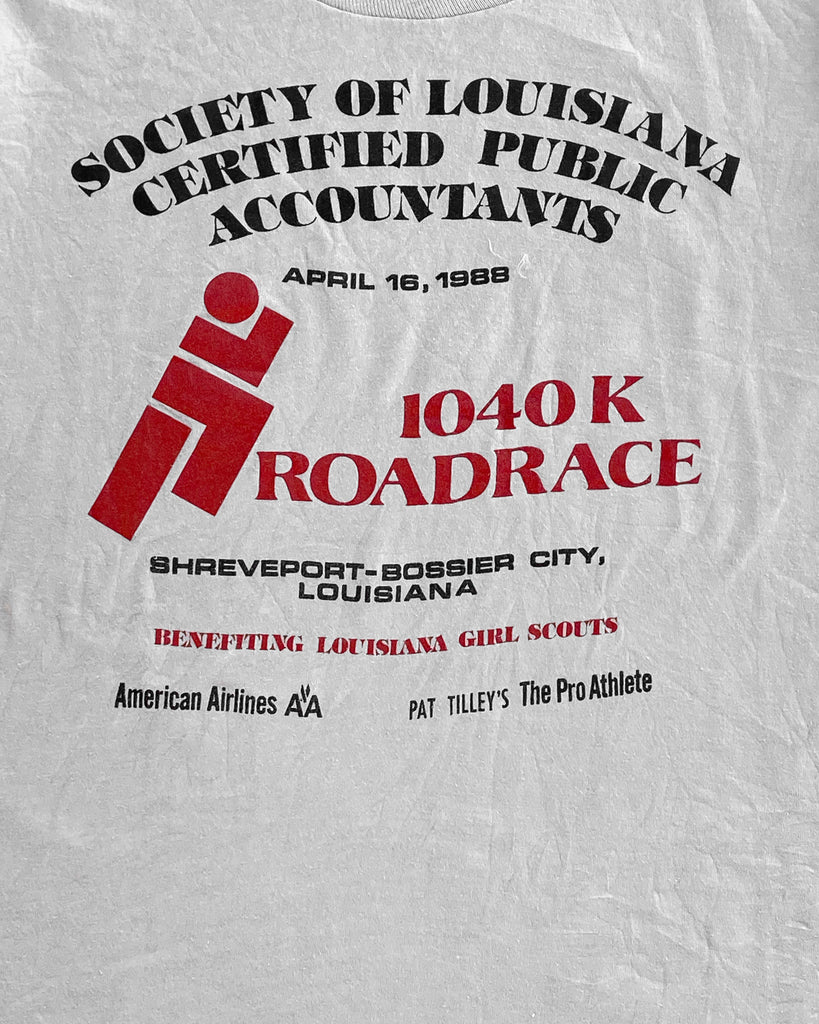 SOCIETY OF LOUISIANA
CERTIFIED PUBLIC
ACCOUNTANTS
APRIL 16, 1988
1040 K
ROADRACE
SHREVEPORT-BOSSIER CITY,
LOUISIANA
BENEFITING LOUISIANA GIRL SCOUTS
American Airlines AA PAT TILLEY'S The Pro Athlete